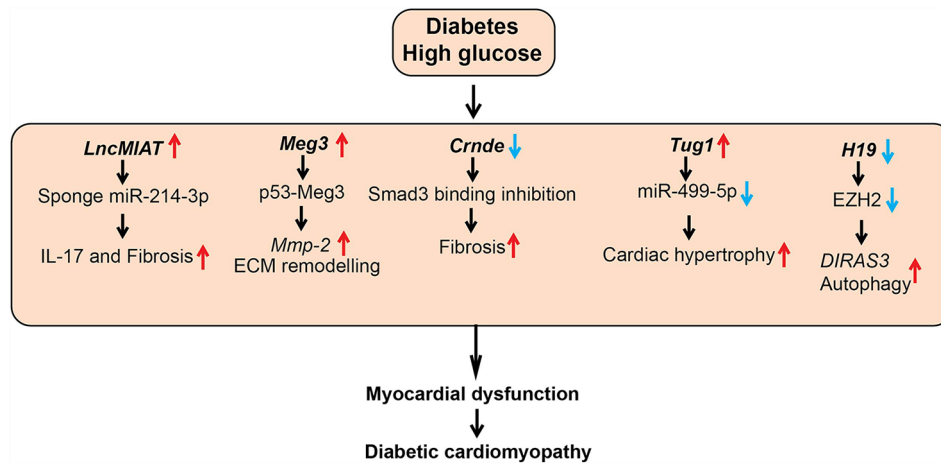 Diabetes
High glucose
LncMIAT
Sponge miR-214-3p
IL-17 and Fibrosis
Meg3
p53-Meg3
Mmp-2
ECM remodelling
Crnde
Smad3 binding inhibition
Fibrosis
Tug1
miR-499-5p
Cardiac hypertrophy
H19
EZH2
DIRAS3
Autophagy
Myocardial dysfunction
Diabetic cardiomyopathy